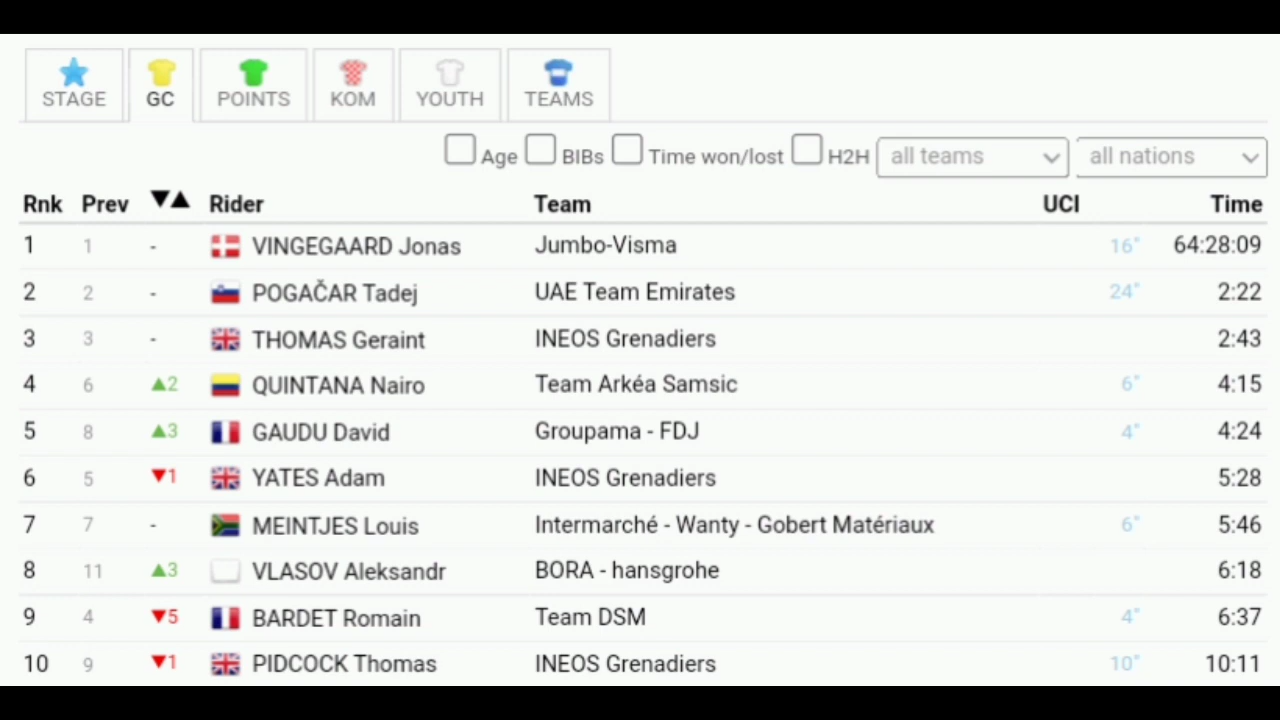 STAGE GC POINTS KOM YOUTH TEAMS
Age BIBs Time won/lost H2H all teams all nations
Rnk Prev ▼▲ Rider Team UCI Time
1 1 - VINGEGAARD Jonas Jumbo-Visma 16" 64:28:09
2 2 - POGAČAR Tadej UAE Team Emirates 24" 2:22
3 3 - THOMAS Geraint INEOS Grenadiers 2:43
4 6 ▲2 QUINTANA Nairo Team Arkéa Samsic 6" 4:15
5 8 ▲3 GAUDU David Groupama - FDJ 4" 4:24
6 5 ▼1 YATES Adam INEOS Grenadiers 5:28
7 7 - MEINTJES Louis Intermarché - Wanty - Gobert Matériaux 6" 5:46
8 11 ▲3 VLASOV Aleksandr BORA - hansgrohe 6:18
9 4 ▼5 BARDET Romain Team DSM 4" 6:37
10 9 ▼1 PIDCOCK Thomas INEOS Grenadiers 10" 10:11